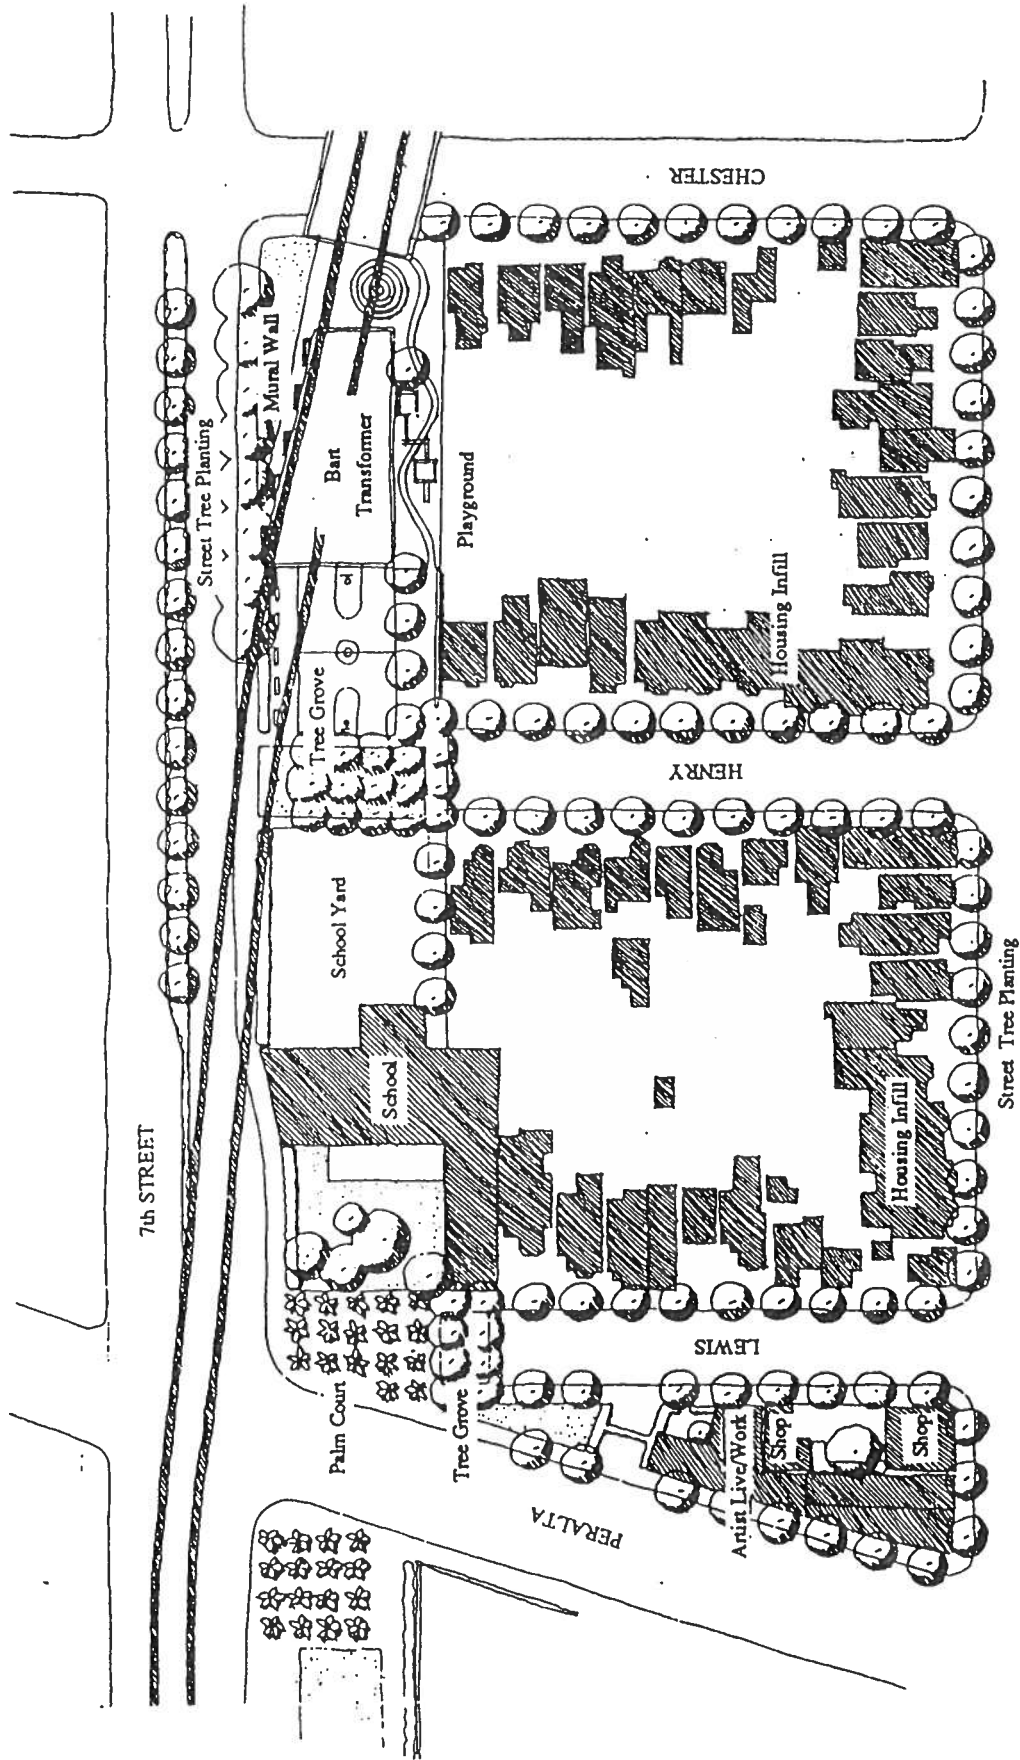 7th STREET
Street Tree Planting
Mural Wall
Bart
Transformer
Playground
CHESTER
Tree Grove
Housing Infill
HENRY
School Yard
School
Housing Infill
Street Tree Planting
Palm Court
Tree Grove
LEWIS
PERALTA
Artist Live/Work
Shop
Shop